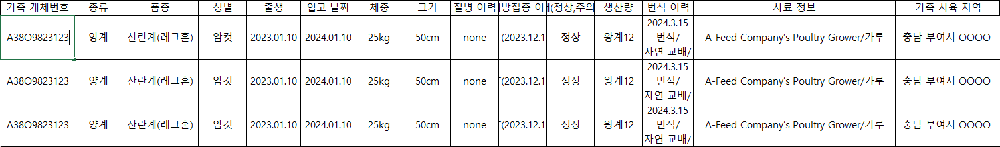 가축 개체번호 종류 품종 성별 출생 입고 날짜 체중 크기 질병 이력 방접종 이 (정상,주의 생산량 번식 이력 사료 정보 가축 사육 지역
A38O9823123 양계 산란계(레그혼) 암컷 2023.01.10 2024.01.10 25kg 50cm none (2023.12.1 정상 왕계12 2024.3.15 번식/ 자연 교배/ A-Feed Company's Poultry Grower/가루 충남 부여시 OOOO
A38O9823123 양계 산란계(레그혼) 암컷 2023.01.10 2024.01.10 25kg 50cm none (2023.12.1 정상 왕계12 2024.3.15 번식/ 자연 교배/ A-Feed Company's Poultry Grower/가루 충남 부여시 OOOO
A38O9823123 양계 산란계(레그혼) 암컷 2023.01.10 2024.01.10 25kg 50cm none (2023.12.1 정상 왕계12 2024.3.15 번식/ 자연 교배/ A-Feed Company's Poultry Grower/가루 충남 부여시 OOOO